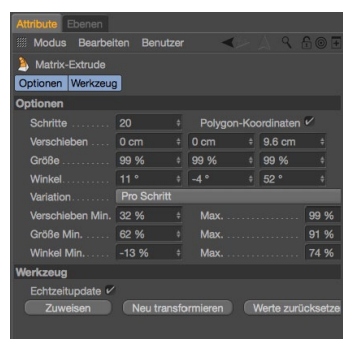 Attribute Ebenen
Modus Bearbeiten Benutzer
Matrix-Extrude
Optionen Werkzeug
Optionen
Schritte . . . . . . . . 20 Polygon-Koordinaten ✓
Verschieben . . . . 0 cm 0 cm 9.6 cm
Größe . . . . . . . . . . 99 % 99 % 99 %
Winkel. . . . . . . . . . 11 ° -4 ° 52 °
Variation. . . . . . . . Pro Schritt
Verschieben Min. 32 % Max. . . . . . . . . . . . . . . 99 %
Größe Min. . . . . . 62 % Max. . . . . . . . . . . . . . . 91 %
Winkel Min. . . . . . -13 % Max. . . . . . . . . . . . . . . 74 %
Werkzeug
Echtzeitupdate ✓
Zuweisen Neu transformieren Werte zurücksetze